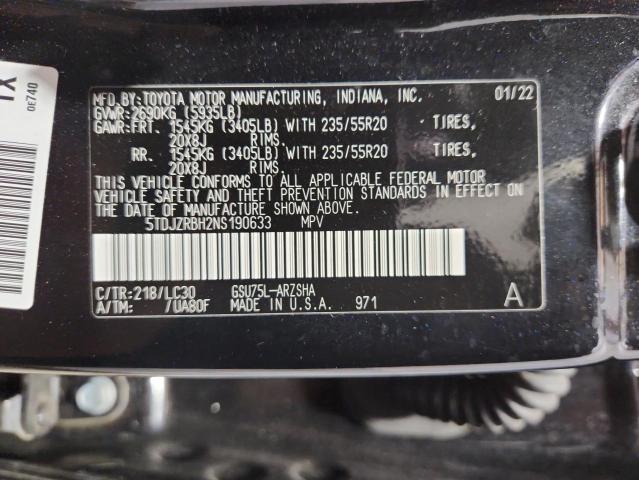 MFD.BY:TOYOTA MOTOR MANUFACTURING, INDIANA, INC. 01/22
GVWR:2690KG (5935LB)
GAWR:FRT. 1545KG (3405LB) WITH 235/55R20 TIRES,
20X8J RIMS.
RR. 1545KG (3405LB) WITH 235/55R20 TIRES,
20X8J RIMS.
THIS VEHICLE CONFORMS TO ALL APPLICABLE FEDERAL MOTOR
VEHICLE SAFETY AND THEFT PREVENTION STANDARDS IN EFFECT ON
THE DATE OF MANUFACTURE SHOWN ABOVE.
5TDJZRBH2NS190633 MPV
C/TR:218/LC30 GSU75L-ARZSHA
A/TM: /UA80F MADE IN U.S.A. 971 A
0E740